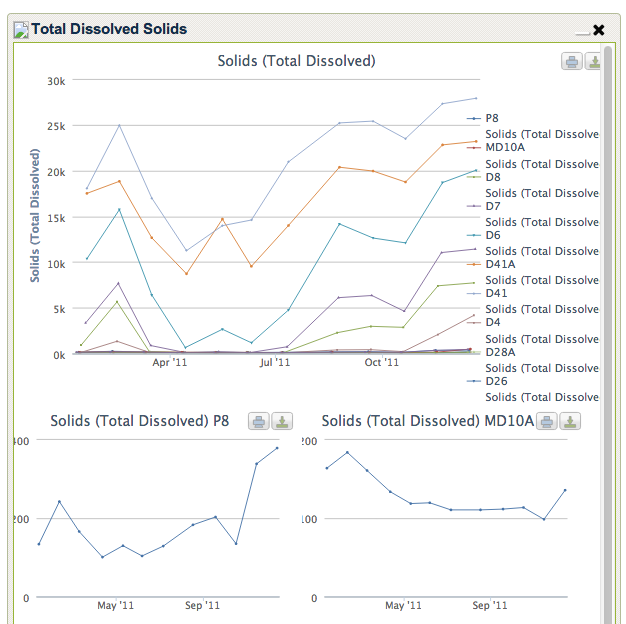 Total Dissolved Solids
Solids (Total Dissolved)
Solids (Total Dissolved)
30k
25k
20k
15k
10k
5k
0k
Apr '11
Jul '11
Oct '11
P8
Solids (Total Dissolve
MD10A
Solids (Total Dissolve
D8
Solids (Total Dissolve
D7
Solids (Total Dissolve
D6
Solids (Total Dissolve
D41A
Solids (Total Dissolve
D41
Solids (Total Dissolve
D4
Solids (Total Dissolve
D28A
Solids (Total Dissolve
D26
Solids (Total Dissolve
Solids (Total Dissolved) P8
400
200
0
May '11
Sep '11
Solids (Total Dissolved) MD10A
200
100
0
May '11
Sep '11